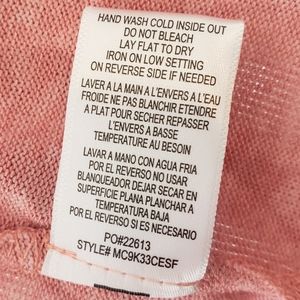 HAND WASH COLD INSIDE OUT
DO NOT BLEACH
LAY FLAT TO DRY
IRON ON LOW SETTING
ON REVERSE SIDE IF NEEDED
LAVER A LA MAIN A L'ENVERS A L'EAU
FROIDE NE PAS BLANCHIR ETENDRE
A PLAT POUR SECHER REPASSER
L'ENVERS A BASSE
TEMPERATURE AU BESOIN
LAVAR A MANO CON AGUA FRIA
POR EL REVERSO NO USAR
BLANQUEADOR DEJAR SECAR EN
SUPERFICIE PLANA PLANCHAR A
TEMPERATURA BAJA
POR EL REVERSO SI ES NECESARIO
PO#22613
STYLE# MC9K33CESF